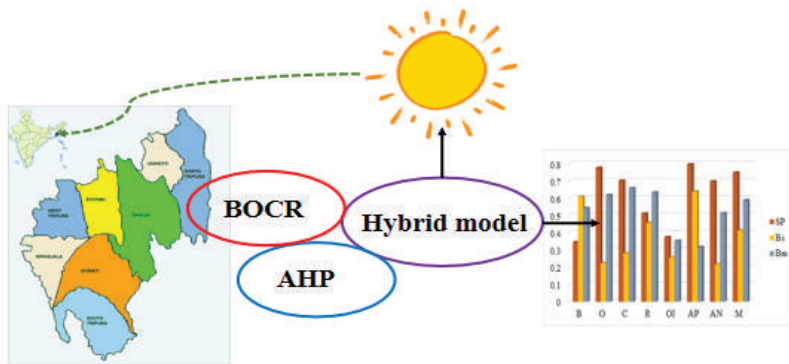 UNAKOTI
NORTH
TRIPURA
WEST
TRIPURA
KHOWAI
DHALAI
SEPAHIJALA
GOMATI
SOUTH
TRIPURA
BOCR
AHP
Hybrid model
0.8
0.7
0.6
0.5
0.4
0.3
0.2
0.1
0
B O C R OI AP AN M
SP
Bs
Bm